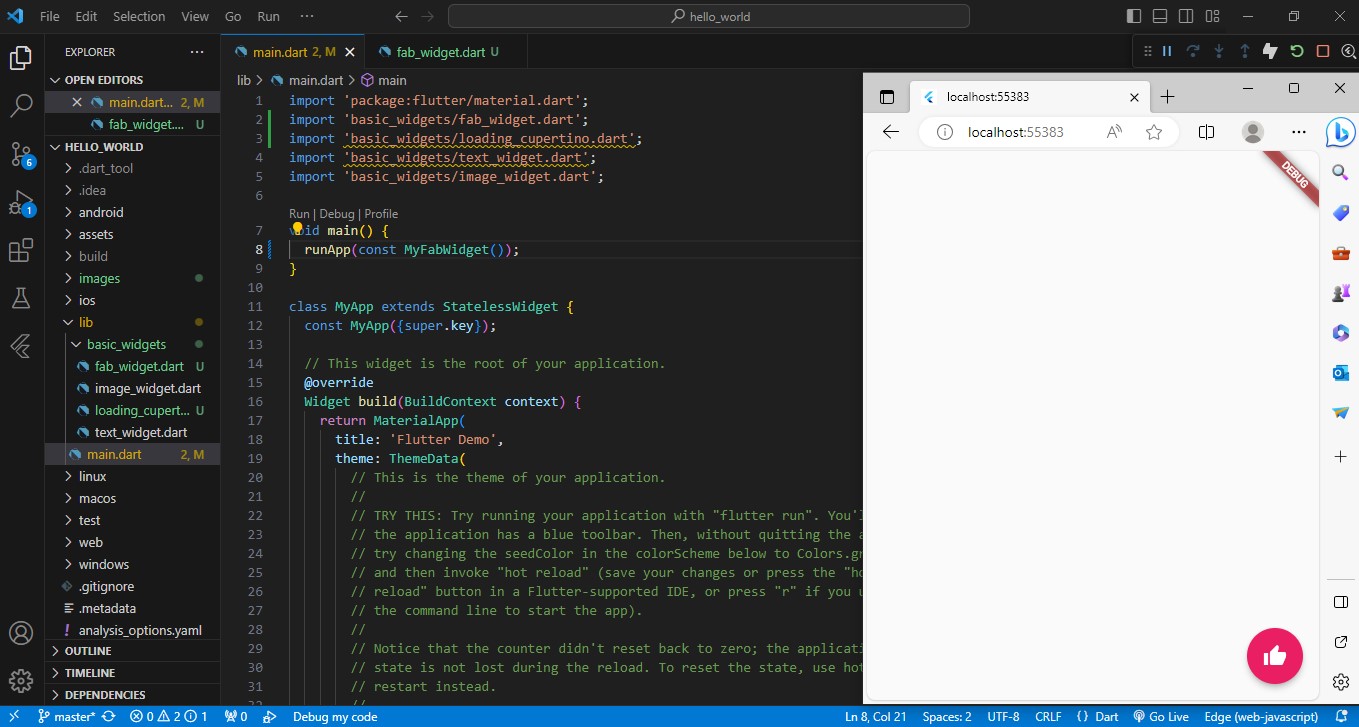 File Edit Selection View Go Run ··· hello_world
EXPLORER ···
OPEN EDITORS
main.dart... 2, M
fab_widget.... U
HELLO_WORLD
.dart_tool
.idea
android
assets
build
images
ios
lib
basic_widgets
fab_widget.dart U
image_widget.dart
loading_cupert... U
text_widget.dart
main.dart 2, M
linux
macos
test
web
windows
.gitignore
.metadata
! analysis_options.yaml
OUTLINE
TIMELINE
DEPENDENCIES
6
1
main.dart 2, M
fab_widget.dart U
lib > main.dart > main
1 import 'package:flutter/material.dart';
2 import 'basic_widgets/fab_widget.dart';
3 import 'basic_widgets/loading_cupertino.dart';
4 import 'basic_widgets/text_widget.dart';
5 import 'basic_widgets/image_widget.dart';
6
Run | Debug | Profile
7 void main() {
8 runApp(const MyFabWidget());
9 }
10
11 class MyApp extends StatelessWidget {
12 const MyApp({super.key});
13
14 // This widget is the root of your application.
15 @override
16 Widget build(BuildContext context) {
17 return MaterialApp(
18 title: 'Flutter Demo',
19 theme: ThemeData(
20 // This is the theme of your application.
21 //
22 // TRY THIS: Try running your application with "flutter run". You'l
23 // the application has a blue toolbar. Then, without quitting the a
24 // try changing the seedColor in the colorScheme below to Colors.gr
25 // and then invoke "hot reload" (save your changes or press the "ho
26 // reload" button in a Flutter-supported IDE, or press "r" if you u
27 // the command line to start the app).
28 //
29 // Notice that the counter didn't reset back to zero; the applicati
30 // state is not lost during the reload. To reset the state, use hot
31 // restart instead.
32 //
localhost:55383
localhost:55383
DEBUG
master* 0 2 1 0 Debug my code
Ln 8, Col 21 Spaces: 2 UTF-8 CRLF {} Dart Go Live Edge (web-javascript)